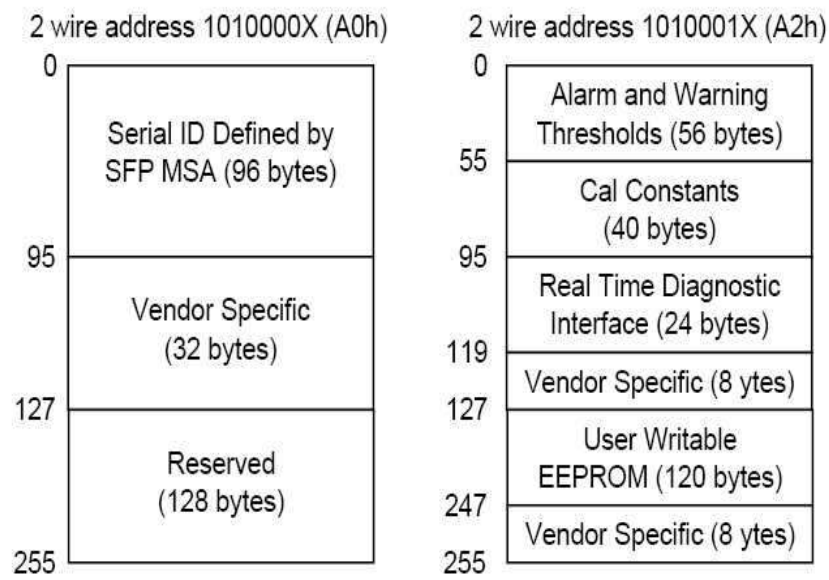 2 wire address 1010000X (A0h)
0
Serial ID Defined by
SFP MSA (96 bytes)
95
Vendor Specific
(32 bytes)
127
Reserved
(128 bytes)
255
2 wire address 1010001X (A2h)
0
Alarm and Warning
Thresholds (56 bytes)
55
Cal Constants
(40 bytes)
95
Real Time Diagnostic
Interface (24 bytes)
119
Vendor Specific (8 ytes)
127
User Writable
EEPROM (120 bytes)
247
Vendor Specific (8 ytes)
255